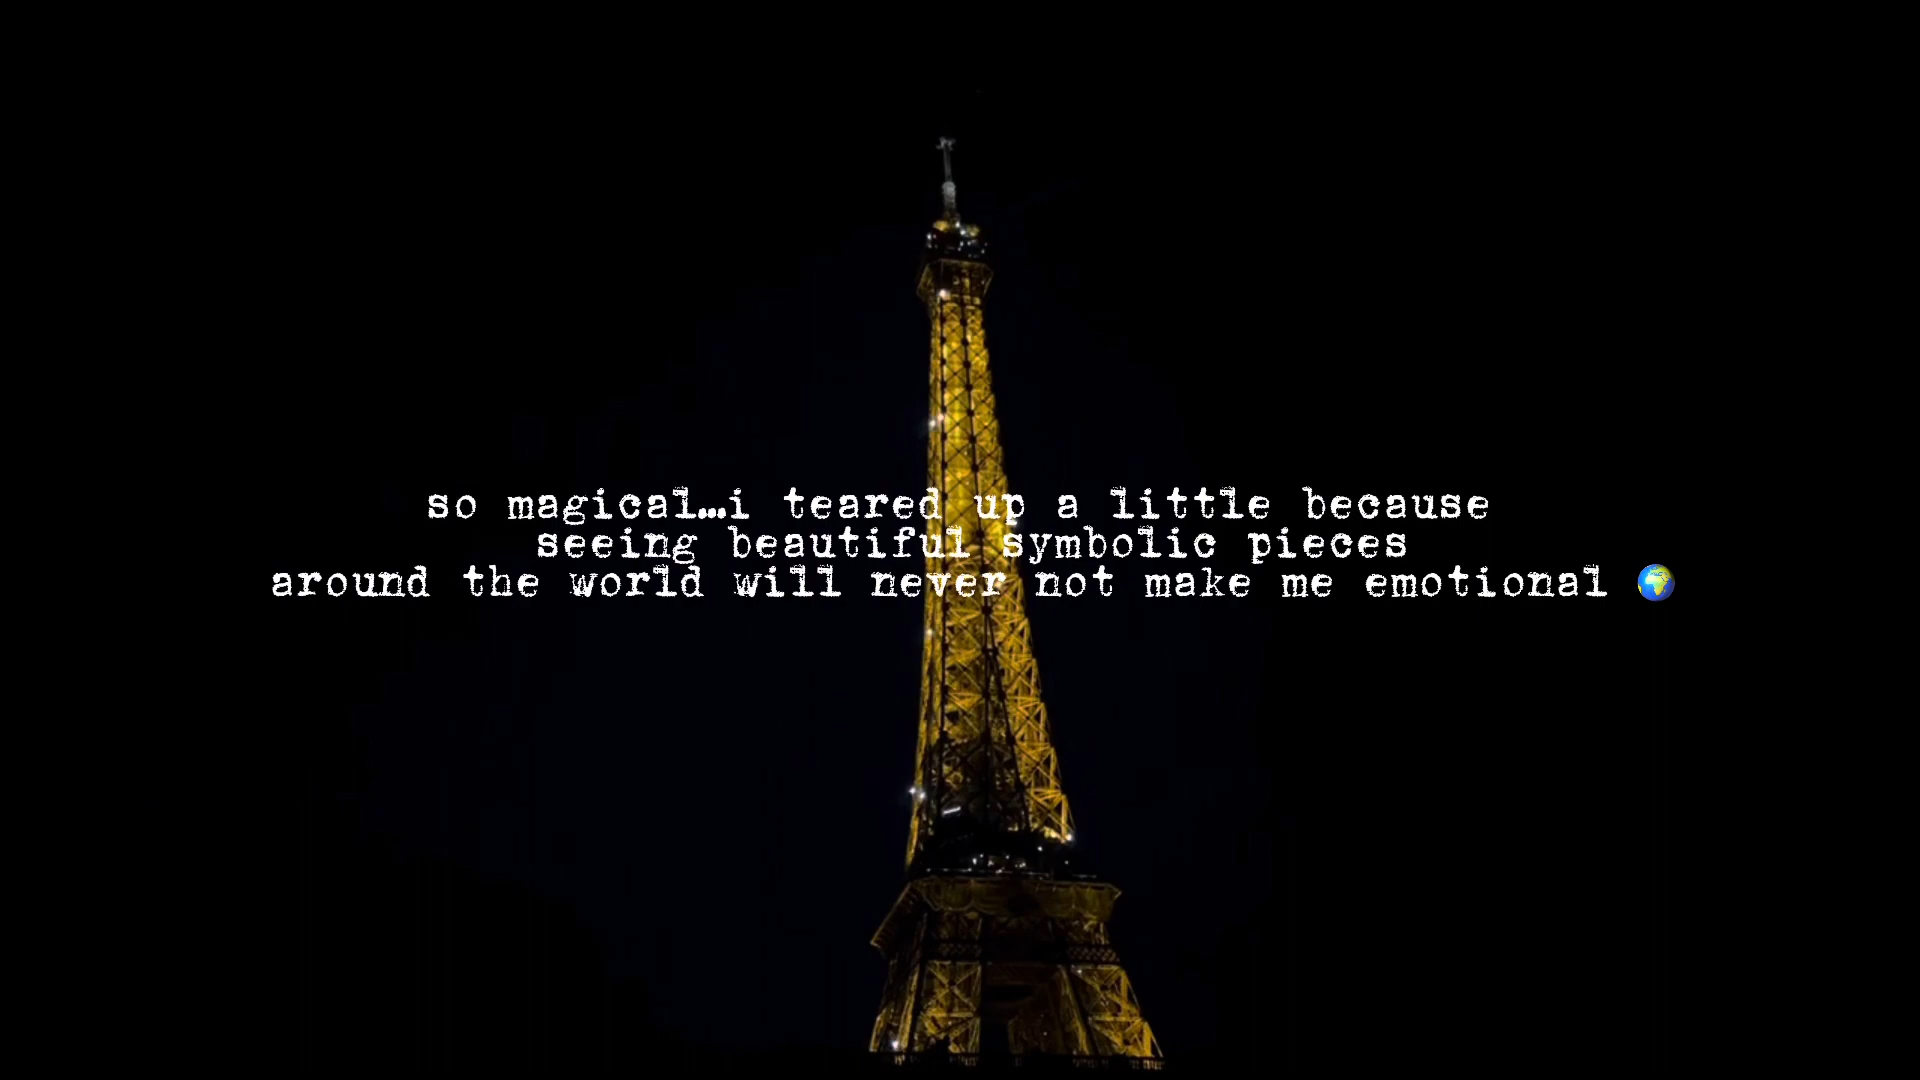 so magical...i teared up a little because
seeing beautiful symbolic pieces
around the world will never not make me emotional 🌍